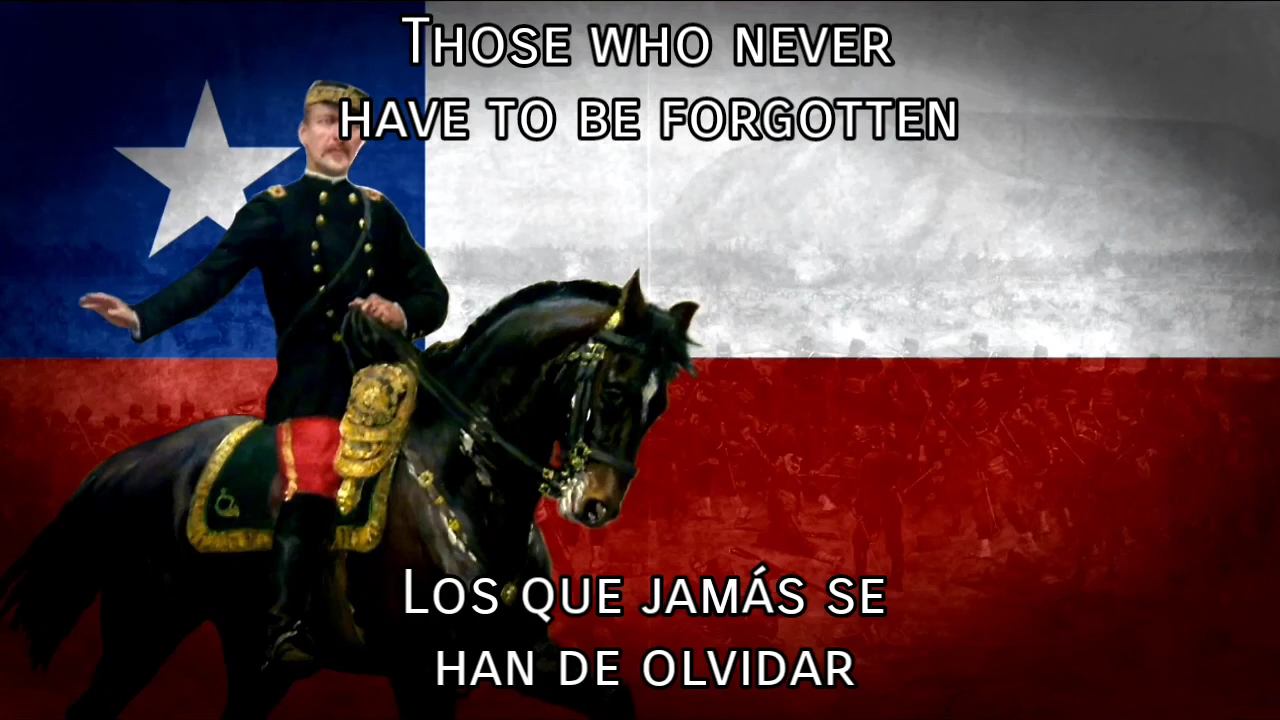 Those who never
have to be forgotten
Los que jamás se
han de olvidar